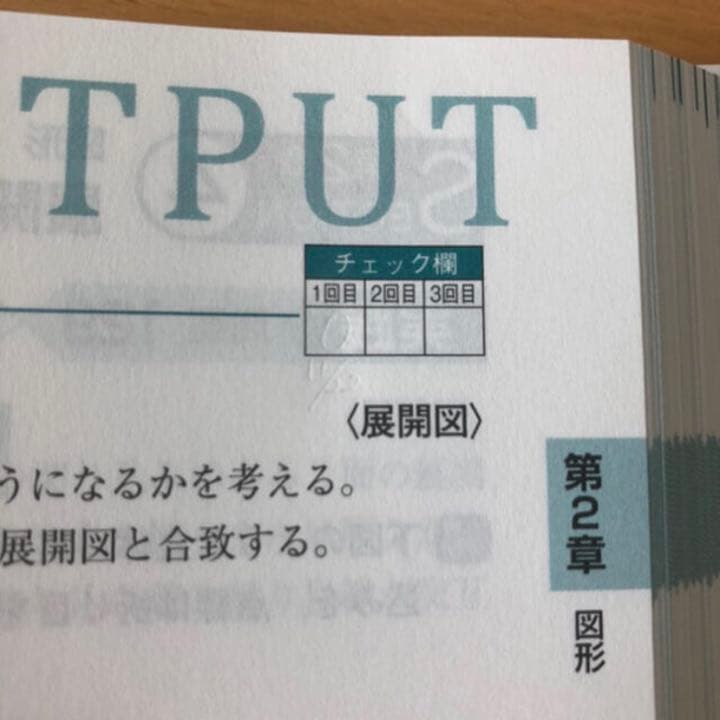 TPUT
チェック欄
1回目 2回目 3回目
〈展開図〉
うになるかを考える。
展開図と合致する。
第2章
図形